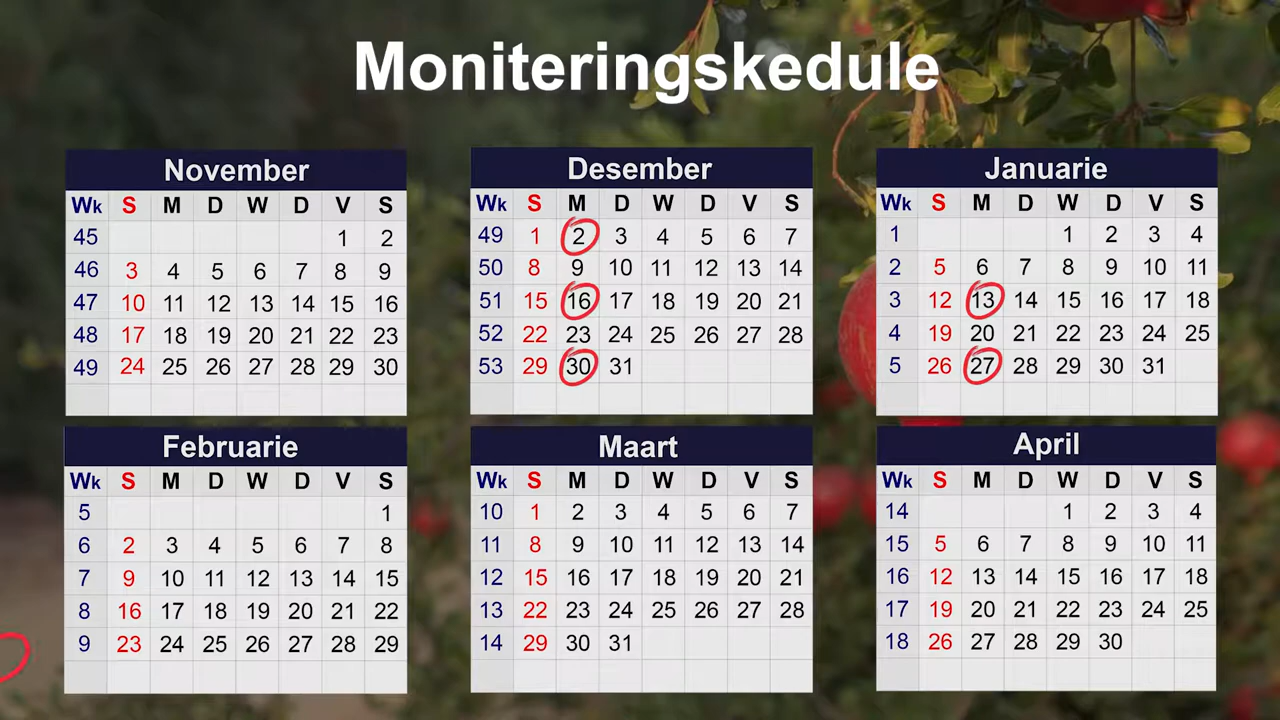 Moniteringskedule
November
Wk S M D W D V S
45 1 2
46 3 4 5 6 7 8 9
47 10 11 12 13 14 15 16
48 17 18 19 20 21 22 23
49 24 25 26 27 28 29 30
Desember
Wk S M D W D V S
49 1 2 3 4 5 6 7
50 8 9 10 11 12 13 14
51 15 16 17 18 19 20 21
52 22 23 24 25 26 27 28
53 29 30 31
Januarie
Wk S M D W D V S
1 1 2 3 4
2 5 6 7 8 9 10 11
3 12 13 14 15 16 17 18
4 19 20 21 22 23 24 25
5 26 27 28 29 30 31
Februarie
Wk S M D W D V S
5 1
6 2 3 4 5 6 7 8
7 9 10 11 12 13 14 15
8 16 17 18 19 20 21 22
9 23 24 25 26 27 28 29
Maart
Wk S M D W D V S
10 1 2 3 4 5 6 7
11 8 9 10 11 12 13 14
12 15 16 17 18 19 20 21
13 22 23 24 25 26 27 28
14 29 30 31
April
Wk S M D W D V S
14 1 2 3 4
15 5 6 7 8 9 10 11
16 12 13 14 15 16 17 18
17 19 20 21 22 23 24 25
18 26 27 28 29 30